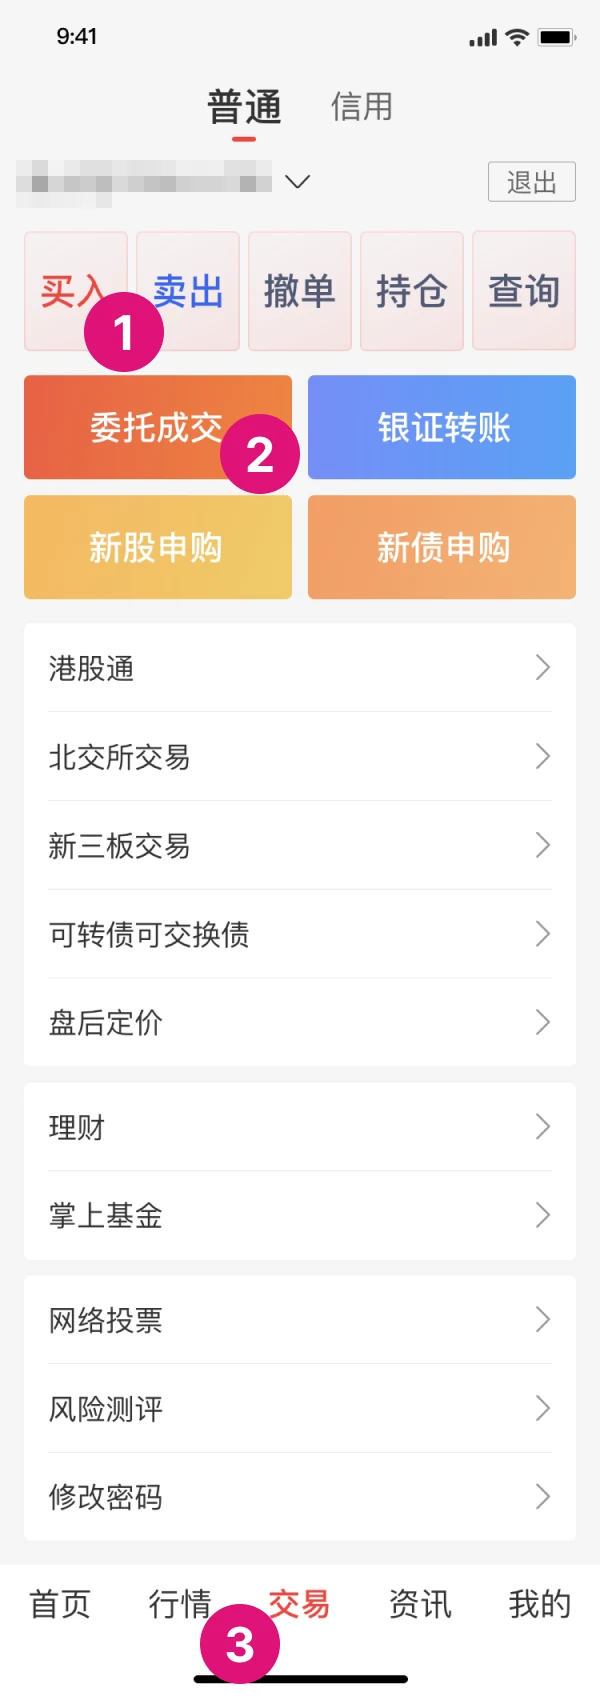 9:41
普通 信用
退出
买入 卖出 撤单 持仓 查询
1
委托成交 银证转账
2
新股申购 新债申购
港股通
北交所交易
新三板交易
可转债可交换债
盘后定价
理财
掌上基金
网络投票
风险测评
修改密码
首页 行情 交易 资讯 我的
3